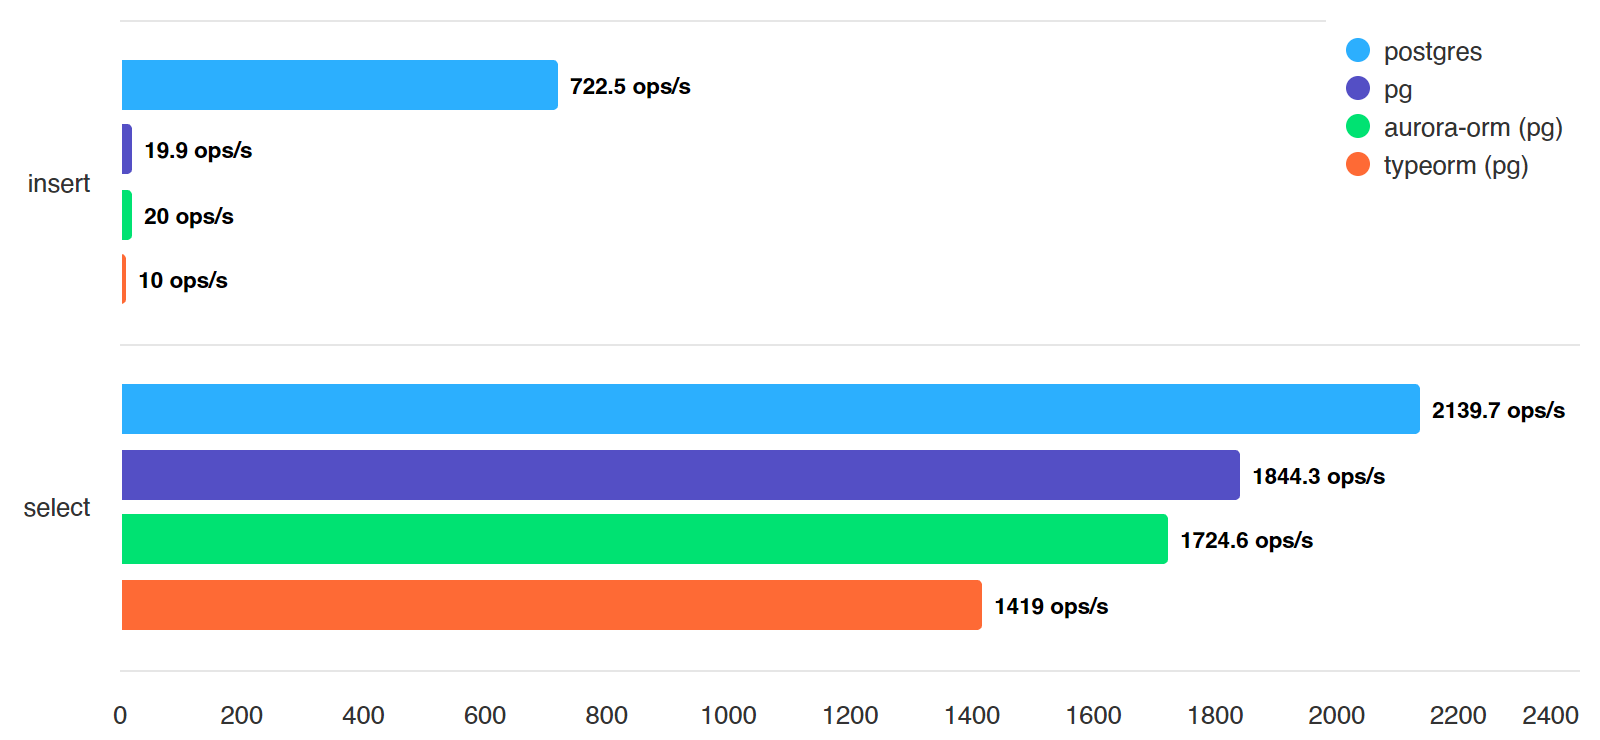 postgres
pg
aurora-orm (pg)
typeorm (pg)
insert
722.5 ops/s
19.9 ops/s
20 ops/s
10 ops/s
select
2139.7 ops/s
1844.3 ops/s
1724.6 ops/s
1419 ops/s
0 200 400 600 800 1000 1200 1400 1600 1800 2000 2200 2400